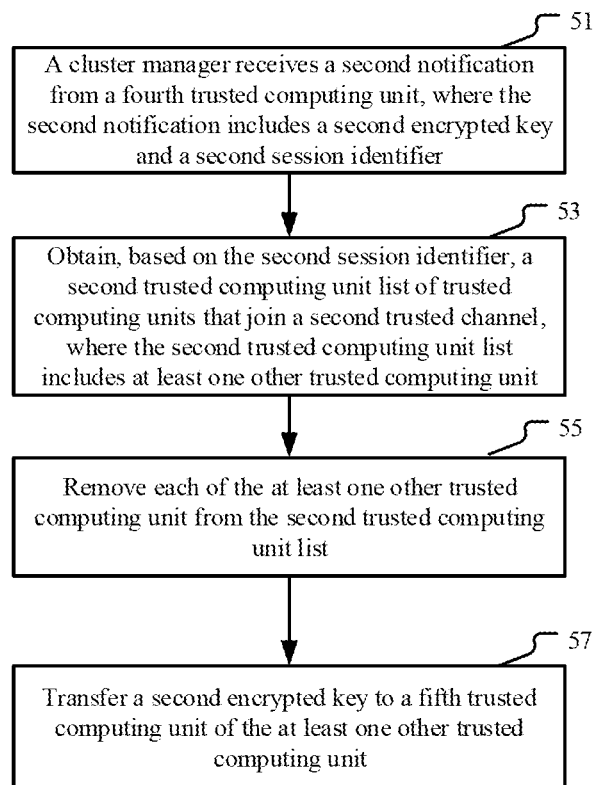 51
A cluster manager receives a second notification
from a fourth trusted computing unit, where the
second notification includes a second encrypted key
and a second session identifier
53
Obtain, based on the second session identifier, a
second trusted computing unit list of trusted
computing units that join a second trusted channel,
where the second trusted computing unit list
includes at least one other trusted computing unit
55
Remove each of the at least one other trusted
computing unit from the second trusted computing
unit list
57
Transfer a second encrypted key to a fifth trusted
computing unit of the at least one other trusted
computing unit